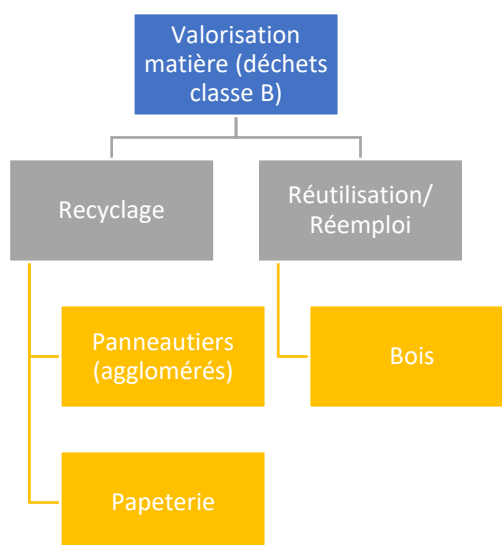 Valorisation
matière (déchets
classe B)
Recyclage
Réutilisation/
Réemploi
Panneautiers
(agglomérés)
Bois
Papeterie